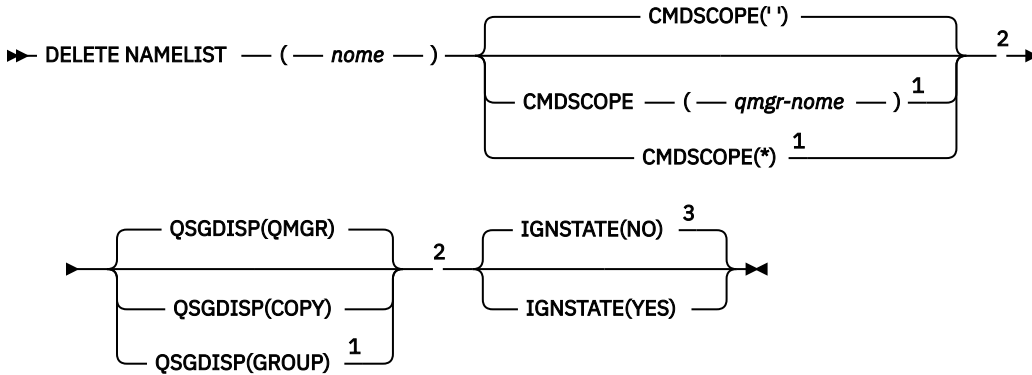 CMDSCOPE(' ')
DELETE NAMELIST ( nome ) 2
CMDSCOPE ( qmgr-nome ) 1
CMDSCOPE(*) 1
QSGDISP(QMGR) IGNSTATE(NO) 3
2
QSGDISP(COPY) IGNSTATE(YES)
QSGDISP(GROUP) 1